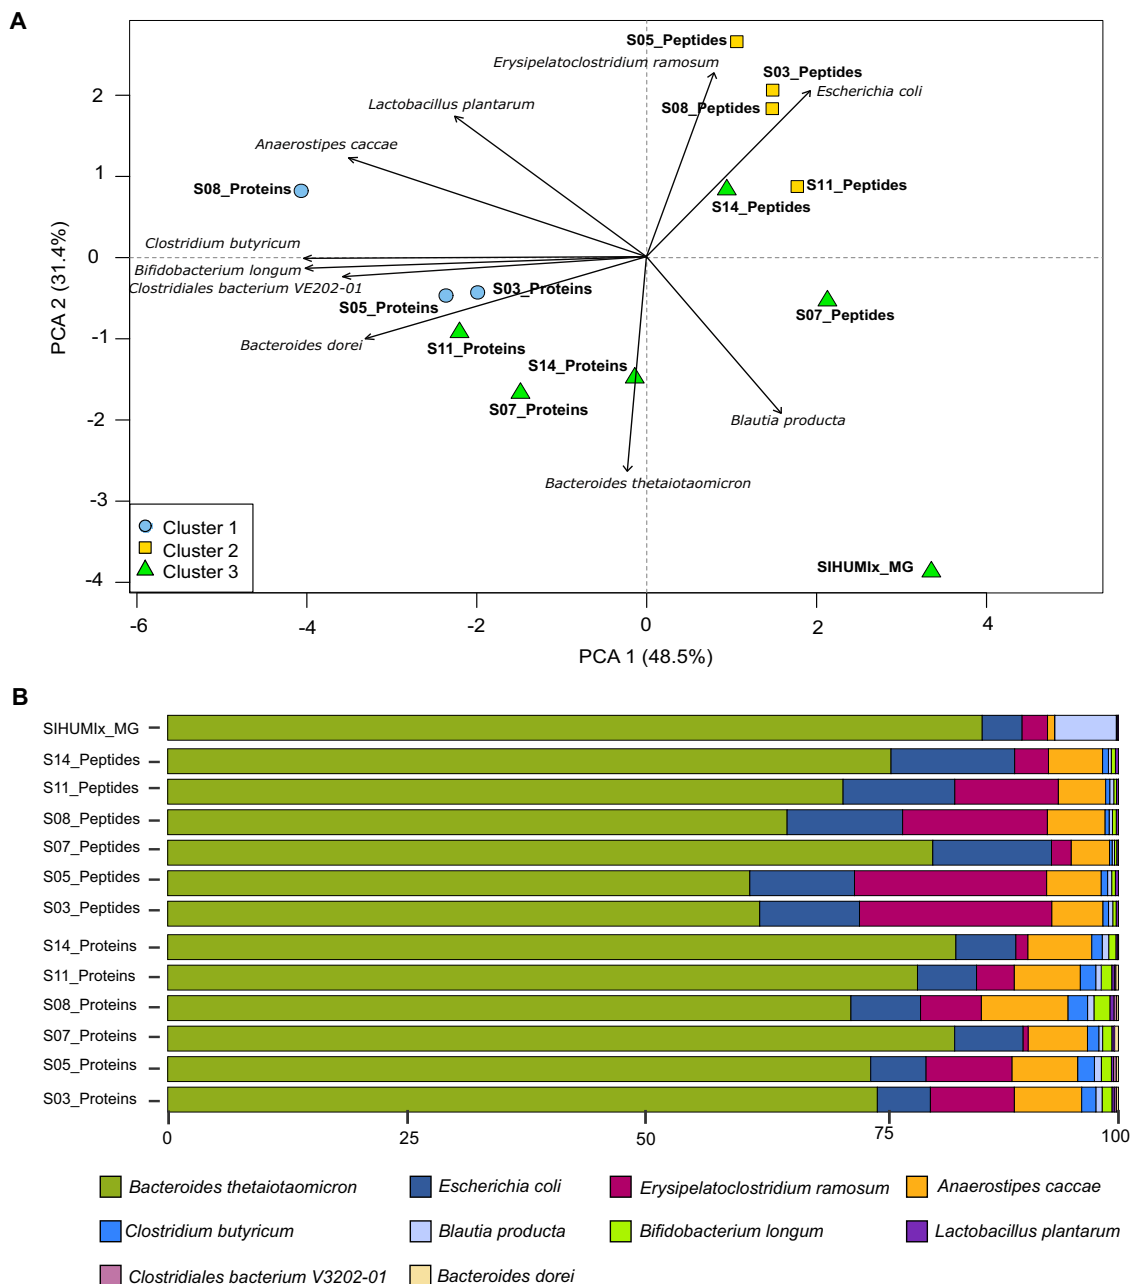 A
S05_Peptides
Erysipelatoclostridium ramosum
S03_Peptides
Escherichia coli
S08_Peptides
Lactobacillus plantarum
Anaerostipes caccae
S08_Proteins
S11_Peptides
S14_Peptides
Clostridium butyricum
Bifidobacterium longum
Clostridiales bacterium VE202-01
S03_Proteins
S05_Proteins
S07_Peptides
Bacteroides dorei
S11_Proteins
S14_Proteins
S07_Proteins
Blautia producta
Bacteroides thetaiotaomicron
SIHUMIx_MG
Cluster 1
Cluster 2
Cluster 3
2
1
0
-1
-2
-3
-4
PCA 2 (31.4%)
-6 -4 -2 0 2 4
PCA 1 (48.5%)
B
SIHUMIx_MG
S14_Peptides
S11_Peptides
S08_Peptides
S07_Peptides
S05_Peptides
S03_Peptides
S14_Proteins
S11_Proteins
S08_Proteins
S07_Proteins
S05_Proteins
S03_Proteins
0 25 50 75 100
Bacteroides thetaiotaomicron Escherichia coli Erysipelatoclostridium ramosum Anaerostipes caccae
Clostridium butyricum Blautia producta Bifidobacterium longum Lactobacillus plantarum
Clostridiales bacterium V3202-01 Bacteroides dorei